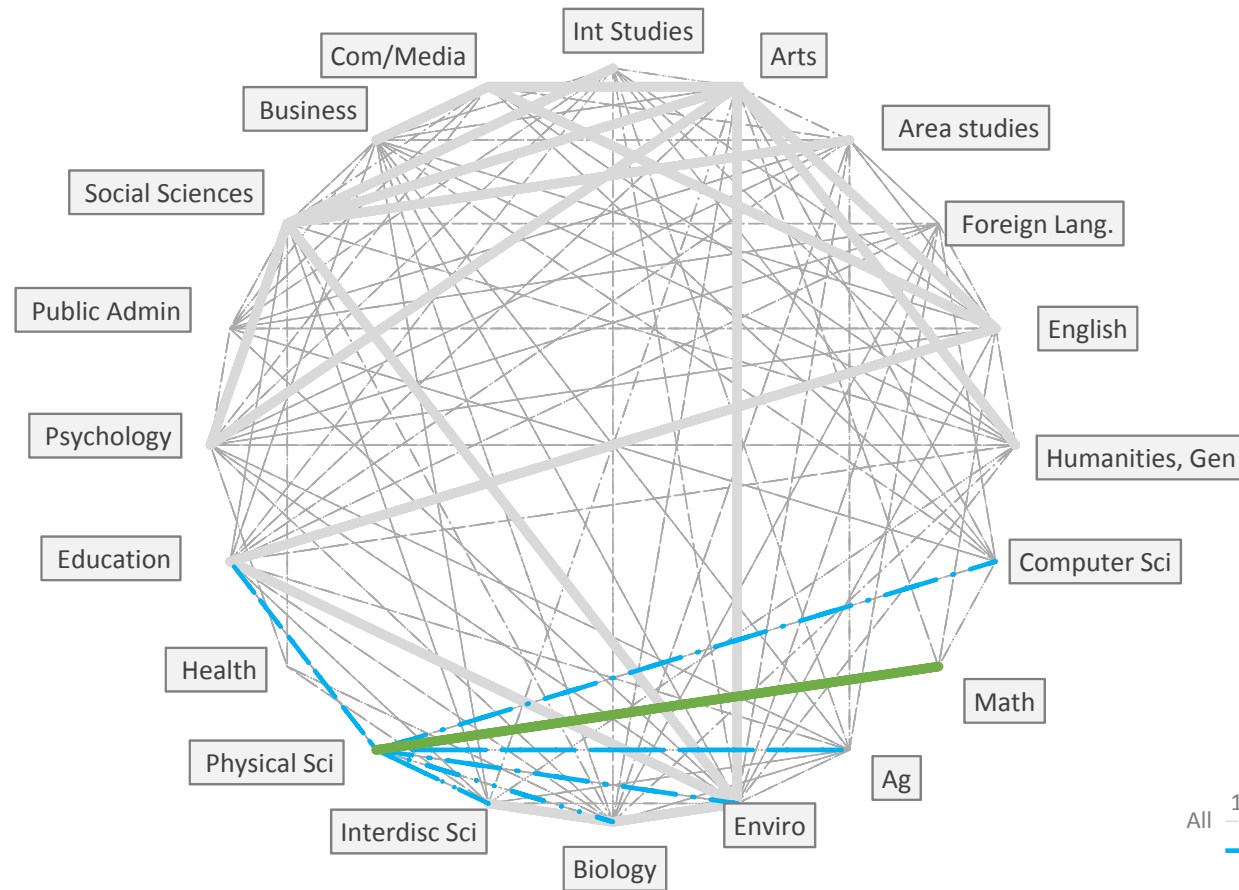 Int Studies
Com/Media
Arts
Business
Area studies
Social Sciences
Foreign Lang.
Public Admin
English
Psychology
Humanities, Gen
Education
Computer Sci
Health
Math
Physical Sci
Ag
Interdisc Sci
Enviro
Biology
1
All